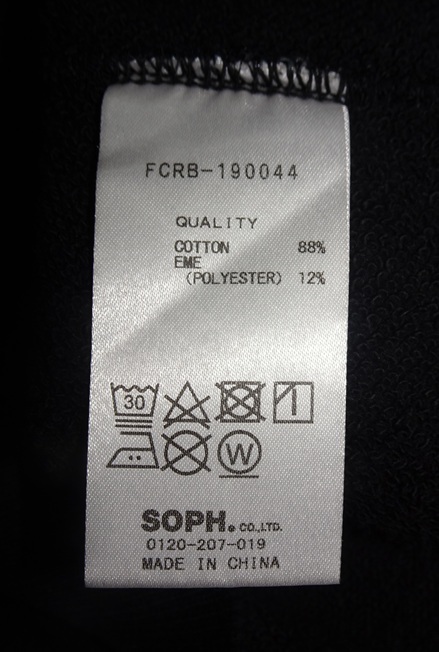 FCRB-190044
QUALITY
COTTON 88%
EME
(POLYESTER) 12%
30
W
SOPH. CO.,LTD.
0120-207-019
MADE IN CHINA